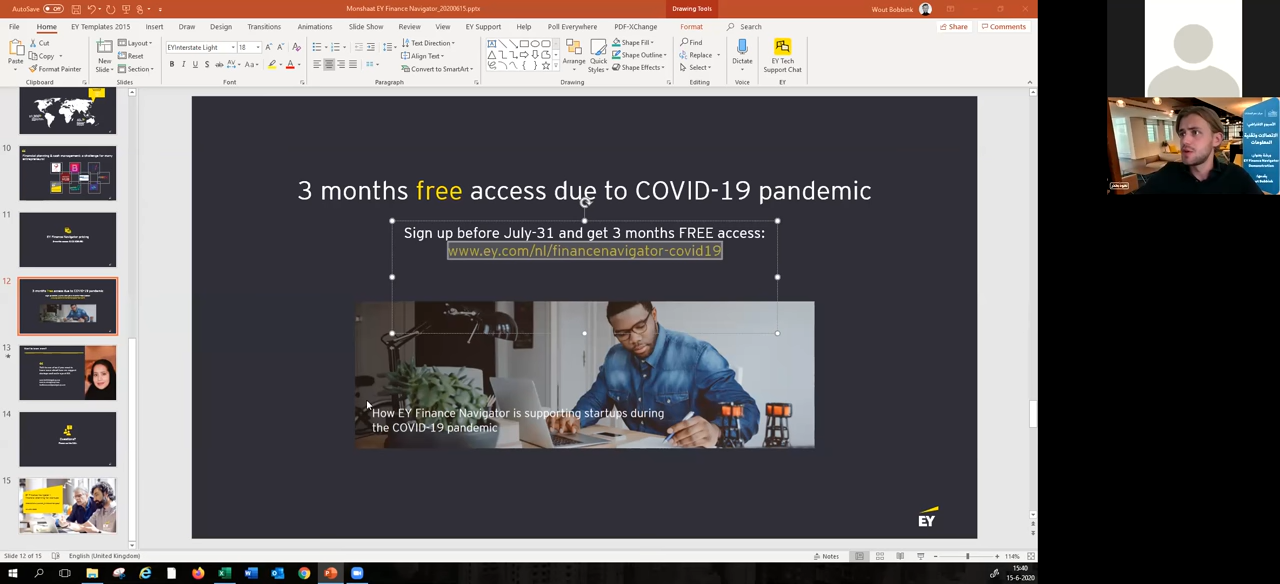 AutoSave Off
Monshaat EY Finance Navigator_20200615.pptx
Drawing Tools
Wout Bobbink
File Home Insert Draw Design Transitions Animations Slide Show Review View EY Support Help Poll Everywhere PDF-XChange Format Search
EY Templates 2015
Share Comments
Paste
Cut
Copy
Format Painter
Clipboard
New Slide
Layout
Reset
Section
Slides
EYInterstate Light 18
Font
Text Direction
Align Text
Convert to SmartArt
Paragraph
Arrange
Quick Styles
Shape Fill
Shape Outline
Shape Effects
Drawing
Find
Replace
Select
Editing
Dictate
Voice
EY Tech Support Chat
EY
10
11
12
13
14
15
3 months free access due to COVID-19 pandemic
Sign up before July-31 and get 3 months FREE access:
www.ey.com/nl/financenavigator-covid19
How EY Finance Navigator is supporting startups during
the COVID-19 pandemic
EY
Slide 12 of 15 English (United Kingdom)
Notes
114%
15:40
15-6-2020